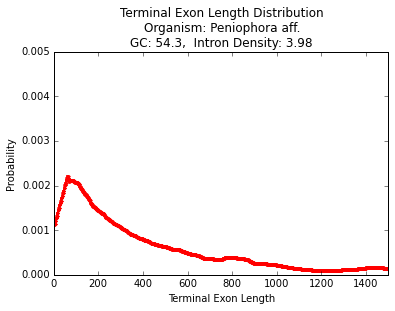 Terminal Exon Length Distribution
Organism: Peniophora aff.
GC: 54.3,  Intron Density: 3.98
0.005
0.004
0.003
0.002
0.001
0.000
Probability
0
200
400
600
800
1000
1200
1400
Terminal Exon Length